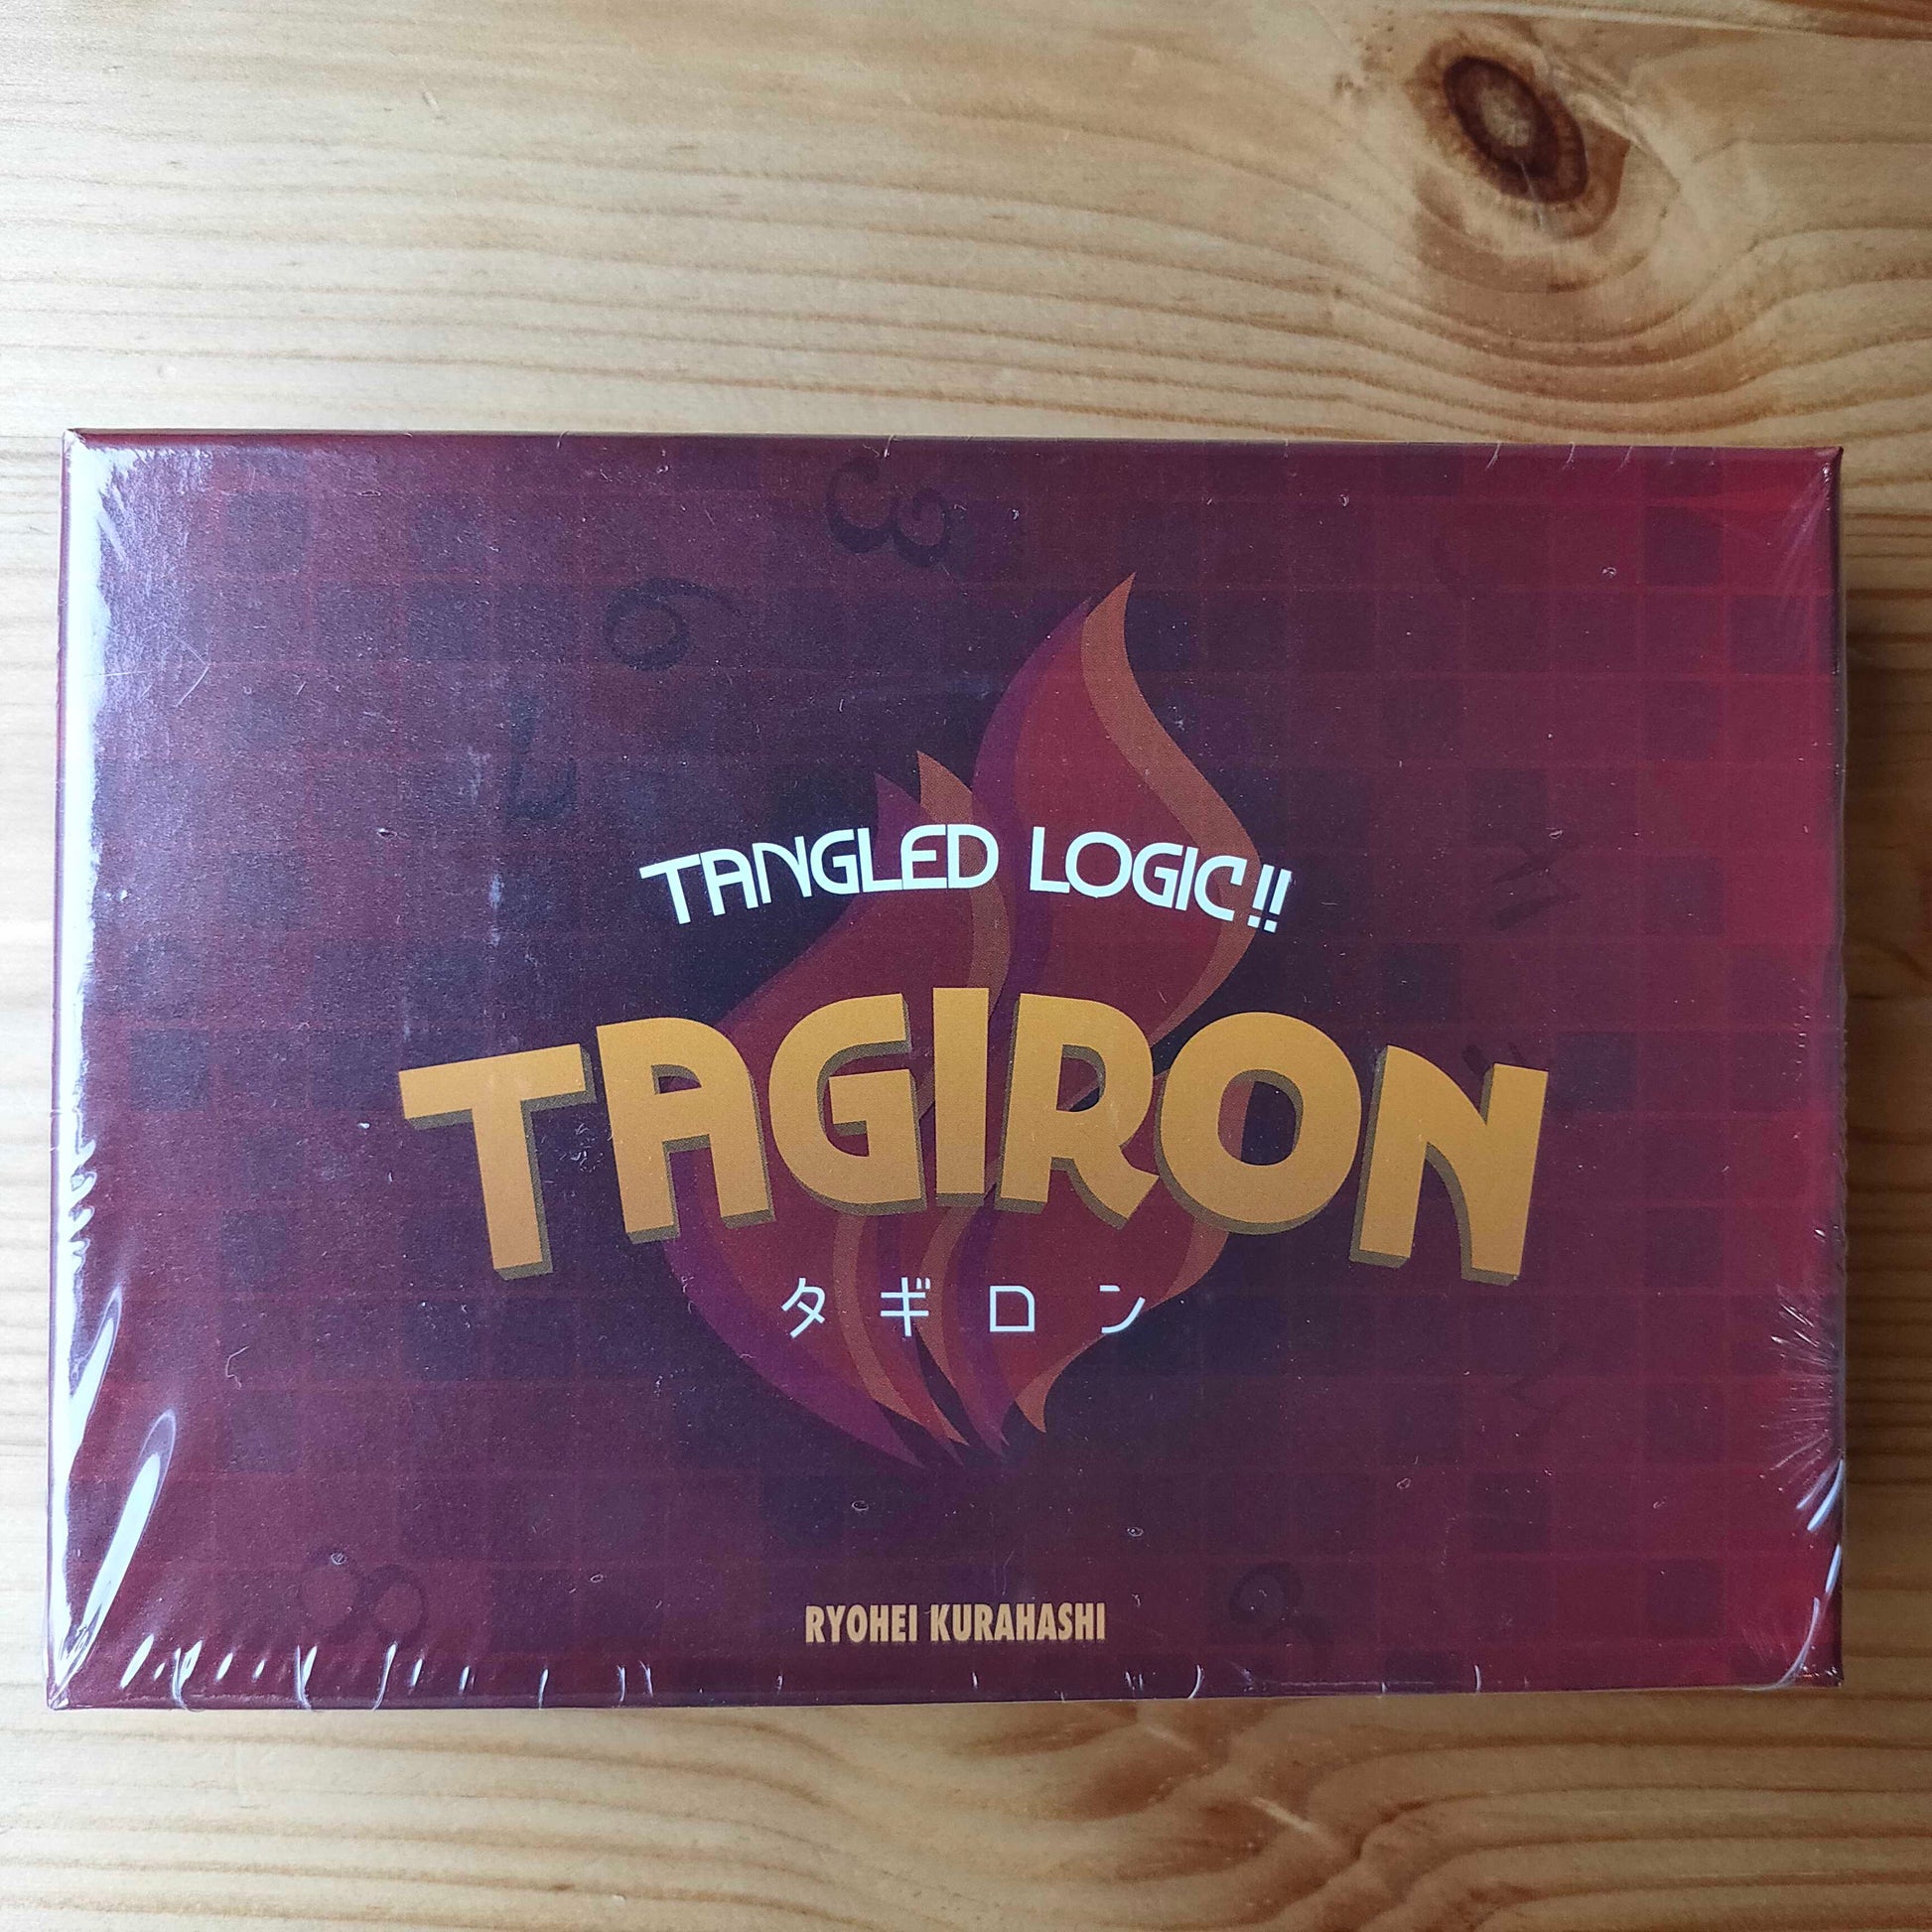 TANGLED LOGIC!!
TAGIRON
タギロン
RYOHEI KURAHASHI